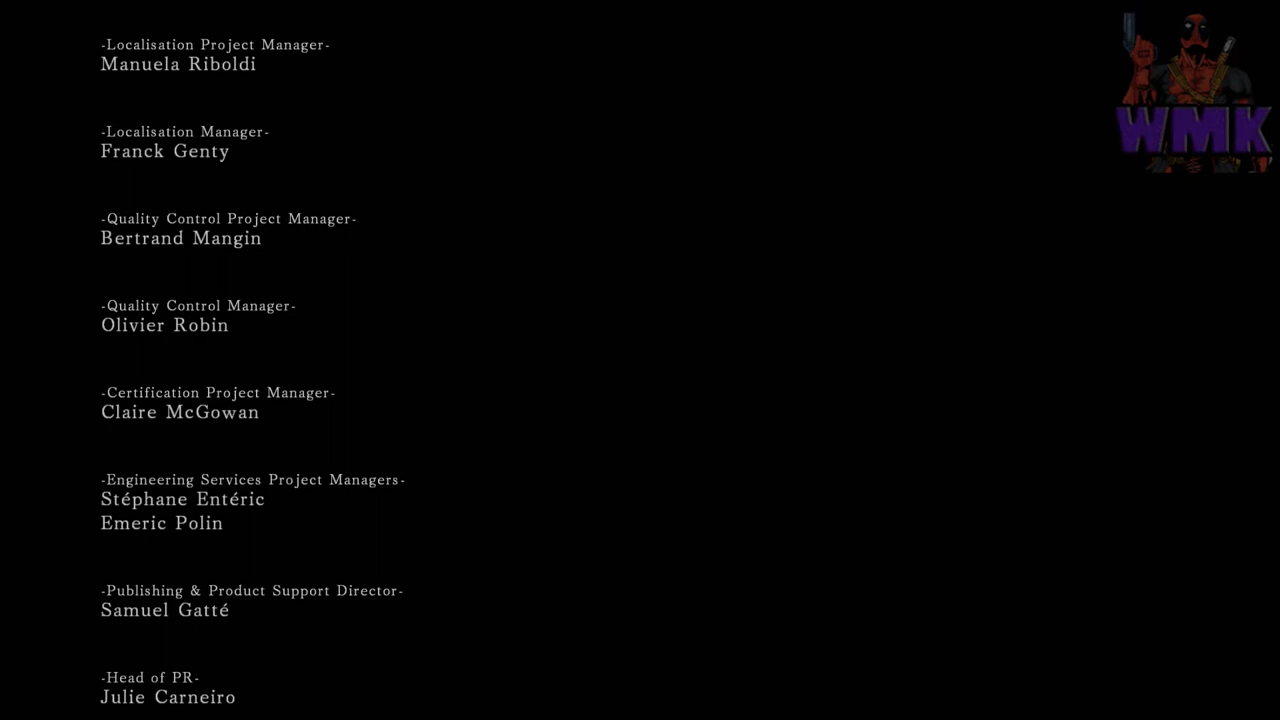 -Localisation Project Manager-
Manuela Riboldi
-Localisation Manager-
Franck Genty
-Quality Control Project Manager-
Bertrand Mangin
-Quality Control Manager-
Olivier Robin
-Certification Project Manager-
Claire McGowan
-Engineering Services Project Managers-
Stéphane Entéric
Emeric Polin
-Publishing & Product Support Director-
Samuel Gatté
-Head of PR-
Julie Carneiro
WMK